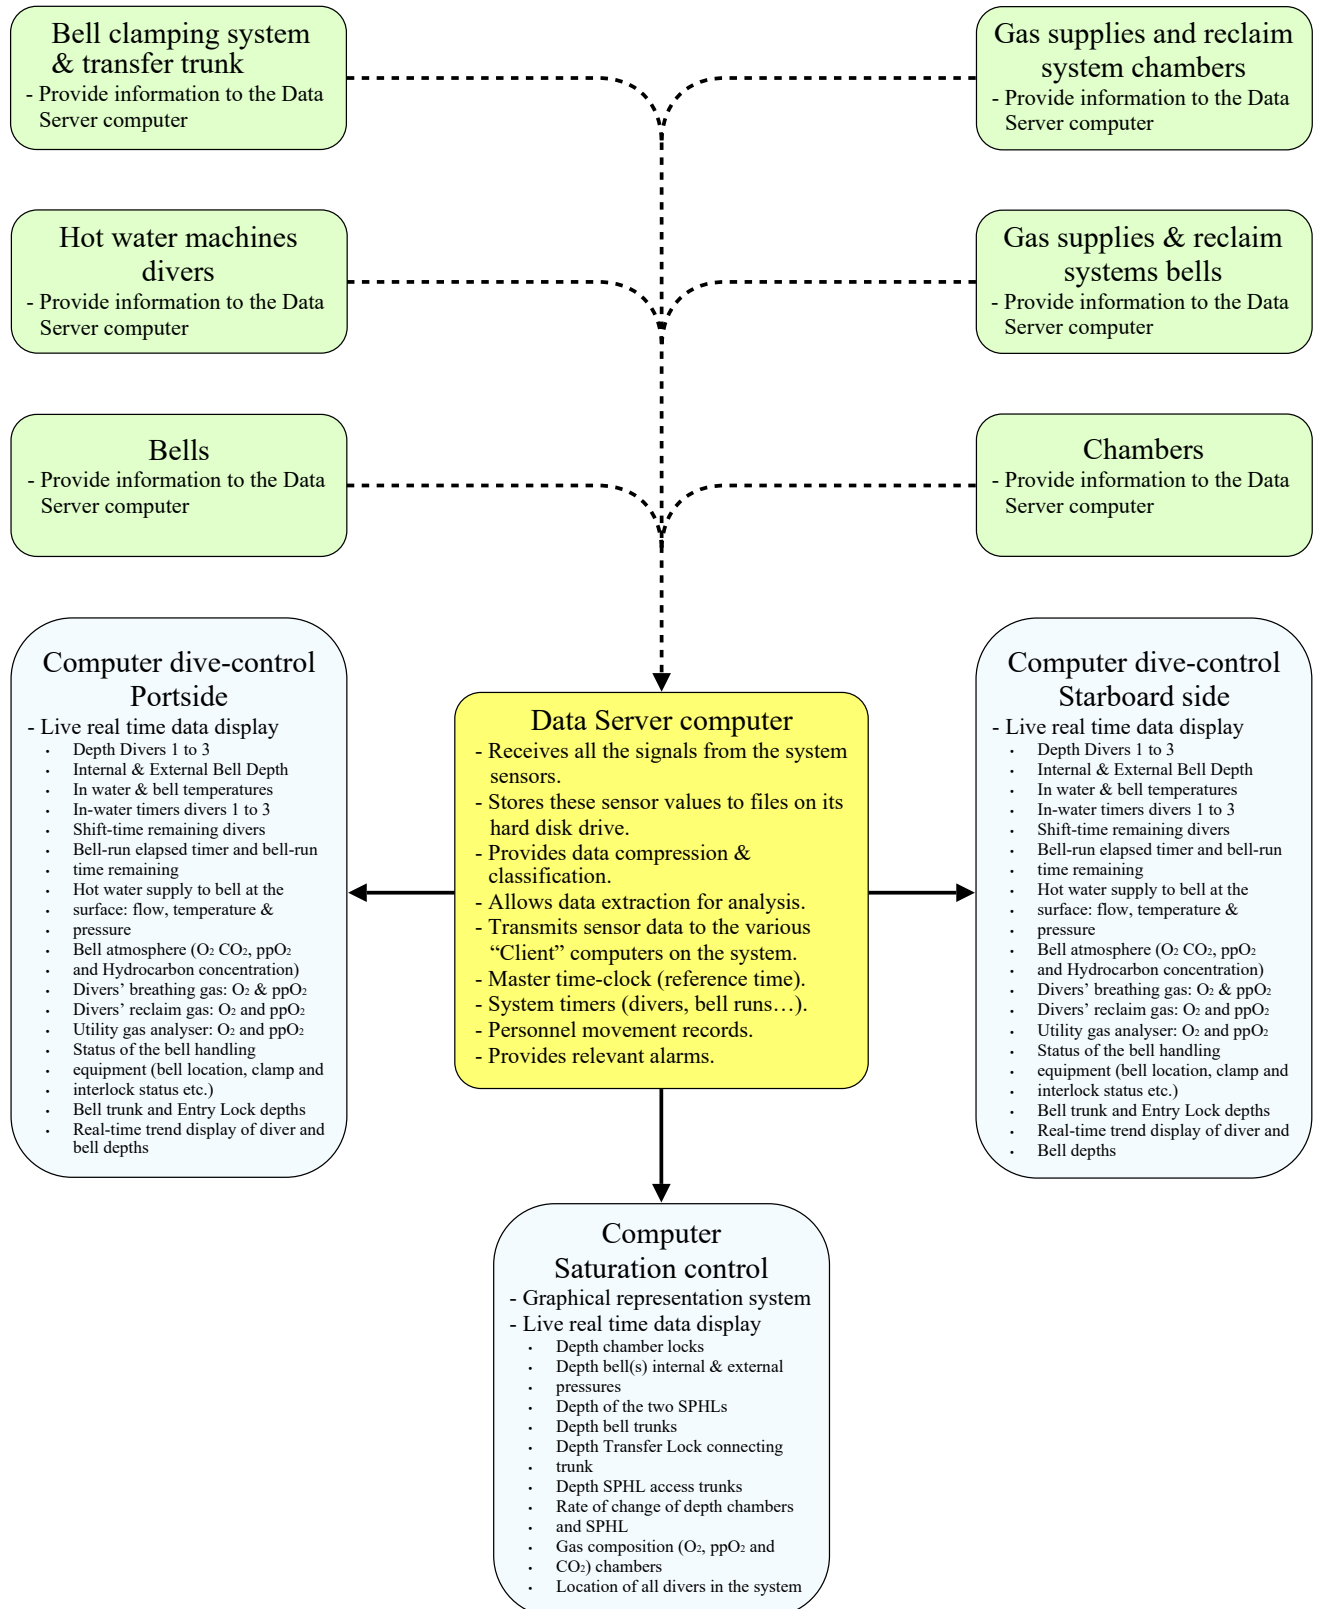 Bell clamping system
& transfer trunk
- Provide information to the Data
Server computer
Gas supplies and reclaim
system chambers
- Provide information to the Data
Server computer
Hot water machines
divers
- Provide information to the Data
Server computer
Gas supplies & reclaim
systems bells
- Provide information to the Data
Server computer
Bells
- Provide information to the Data
Server computer
Chambers
- Provide information to the Data
Server computer
Computer dive-control
Portside
- Live real time data display
• Depth Divers 1 to 3
• Internal & External Bell Depth
• In water & bell temperatures
• In-water timers divers 1 to 3
• Shift-time remaining divers
• Bell-run elapsed timer and bell-run
• time remaining
• Hot water supply to bell at the
• surface: flow, temperature &
• pressure
• Bell atmosphere (O₂ CO₂, ppO₂
• and Hydrocarbon concentration)
• Divers’ breathing gas: O₂ & ppO₂
• Divers’ reclaim gas: O₂ and ppO₂
• Utility gas analyser: O₂ and ppO₂
• Status of the bell handling
• equipment (bell location, clamp and
• interlock status etc.)
• Bell trunk and Entry Lock depths
• Real-time trend display of diver and
• bell depths
Data Server computer
- Receives all the signals from the system
sensors.
- Stores these sensor values to files on its
hard disk drive.
- Provides data compression &
classification.
- Allows data extraction for analysis.
- Transmits sensor data to the various
“Client” computers on the system.
- Master time-clock (reference time).
- System timers (divers, bell runs…).
- Personnel movement records.
- Provides relevant alarms.
Computer dive-control
Starboard side
- Live real time data display
• Depth Divers 1 to 3
• Internal & External Bell Depth
• In water & bell temperatures
• In-water timers divers 1 to 3
• Shift-time remaining divers
• Bell-run elapsed timer and bell-run
• time remaining
• Hot water supply to bell at the
• surface: flow, temperature &
• pressure
• Bell atmosphere (O₂ CO₂, ppO₂
• and Hydrocarbon concentration)
• Divers’ breathing gas: O₂ & ppO₂
• Divers’ reclaim gas: O₂ and ppO₂
• Utility gas analyser: O₂ and ppO₂
• Status of the bell handling
• equipment (bell location, clamp and
• interlock status etc.)
• Bell trunk and Entry Lock depths
• Real-time trend display of diver and
• Bell depths
Computer
Saturation control
- Graphical representation system
- Live real time data display
• Depth chamber locks
• Depth bell(s) internal & external
• pressures
• Depth of the two SPHLs
• Depth bell trunks
• Depth Transfer Lock connecting
• trunk
• Depth SPHL access trunks
• Rate of change of depth chambers
• and SPHL
• Gas composition (O₂, ppO₂ and
• CO₂) chambers
• Location of all divers in the system